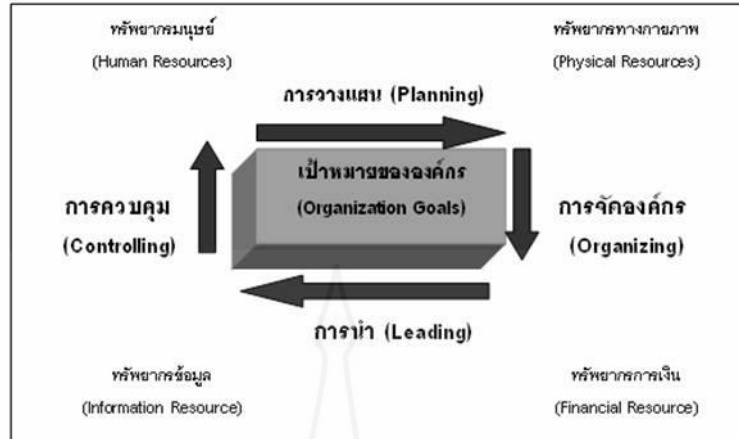 ทรัพยากรมนุษย์
(Human Resources)
ทรัพยากรทางกายภาพ
(Physical Resources)
การวางแผน (Planning)
เป้าหมายขององค์กร
(Organization Goals)
การควบคุม
(Controlling)
การจัดองค์กร
(Organizing)
การนำ (Leading)
ทรัพยากรข้อมูล
(Information Resource)
ทรัพยากรการเงิน
(Financial Resource)